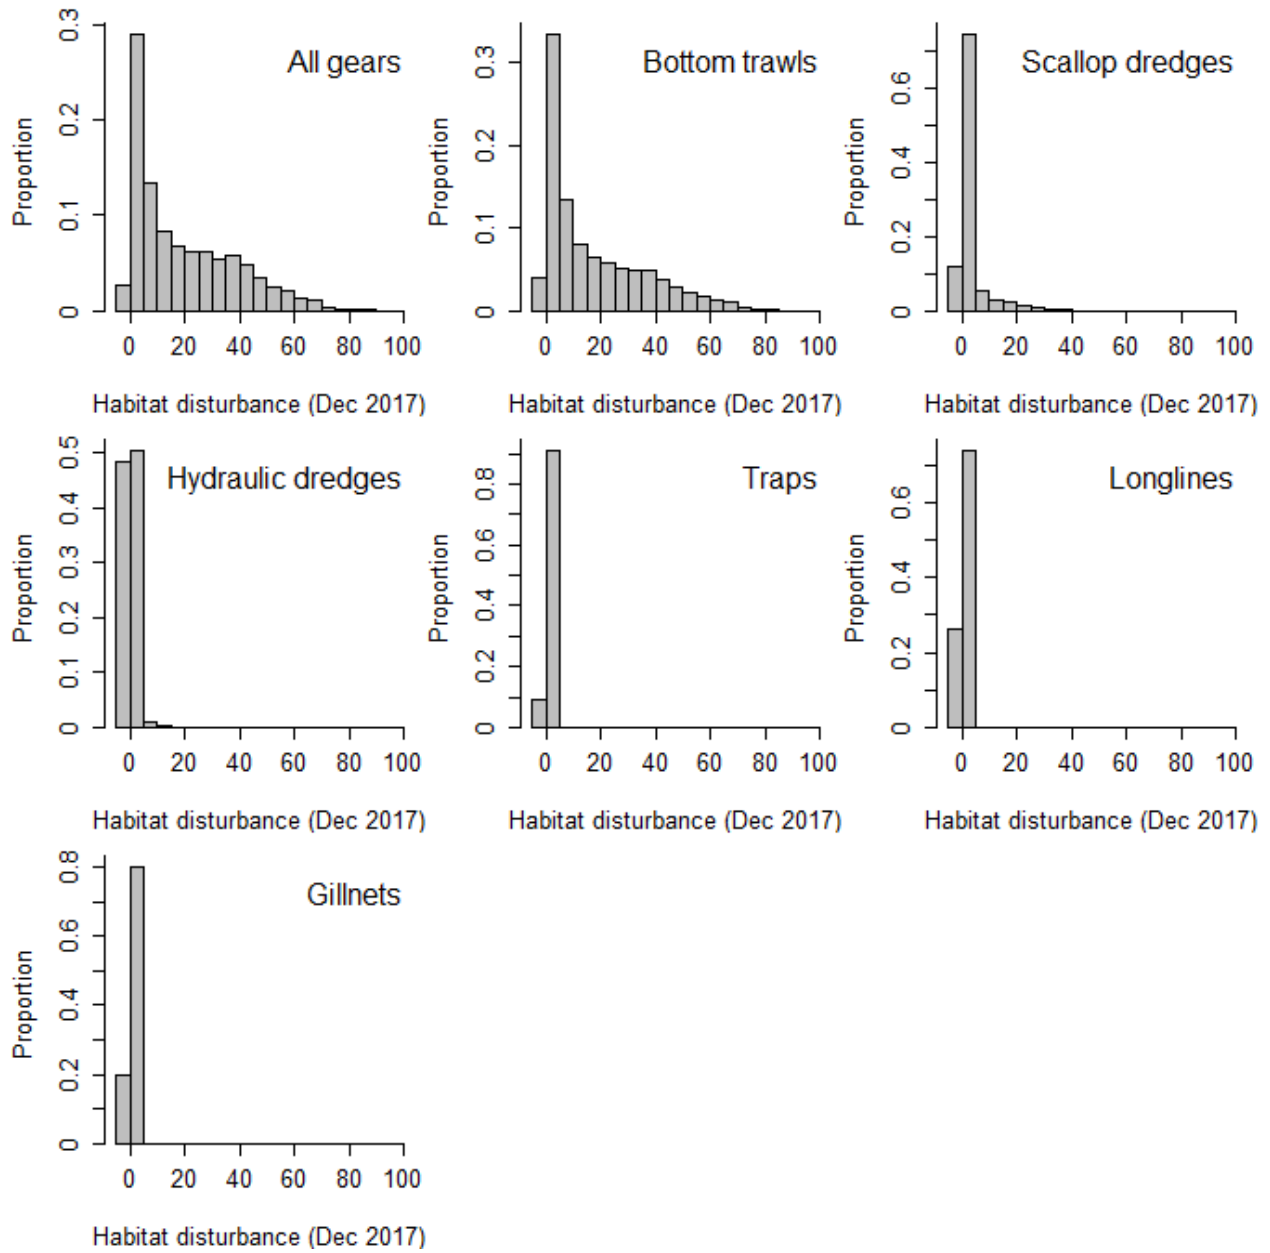 All gears
Proportion
0 0.1 0.2 0.3
0 20 40 60 80 100
Habitat disturbance (Dec 2017)
Bottom trawls
Proportion
0 0.1 0.2 0.3
0 20 40 60 80 100
Habitat disturbance (Dec 2017)
Scallop dredges
Proportion
0 0.2 0.4 0.6
0 20 40 60 80 100
Habitat disturbance (Dec 2017)
Hydraulic dredges
Proportion
0 0.1 0.2 0.3 0.4 0.5
0 20 40 60 80 100
Habitat disturbance (Dec 2017)
Traps
Proportion
0 0.2 0.4 0.6 0.8
0 20 40 60 80 100
Habitat disturbance (Dec 2017)
Longlines
Proportion
0 0.2 0.4 0.6
0 20 40 60 80 100
Habitat disturbance (Dec 2017)
Gillnets
Proportion
0 0.2 0.4 0.6 0.8
0 20 40 60 80 100
Habitat disturbance (Dec 2017)